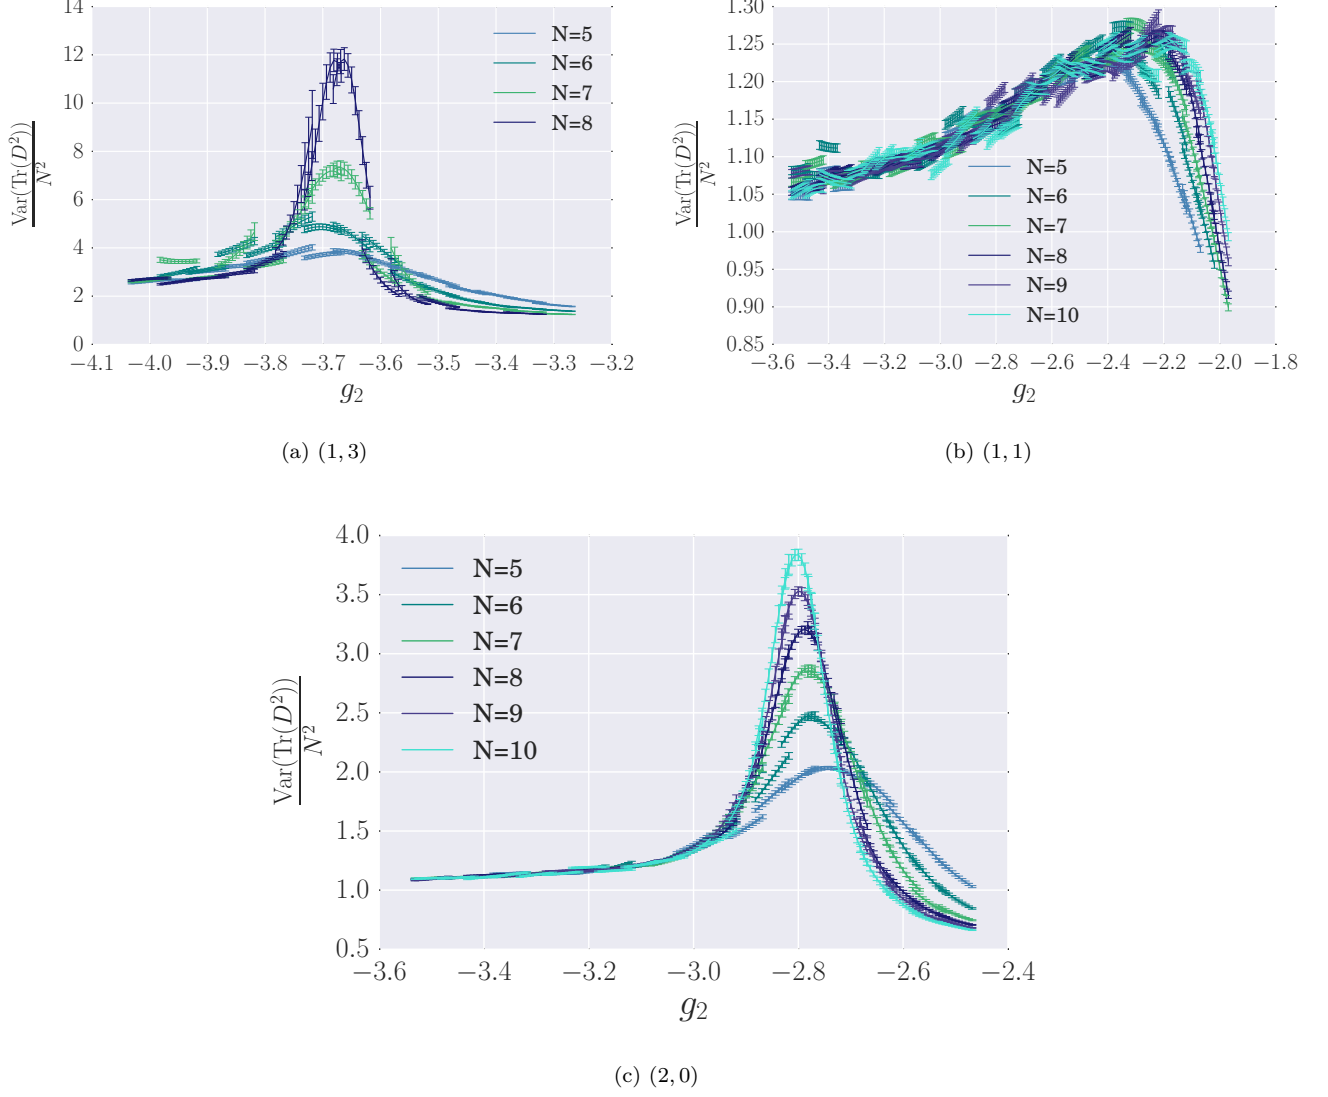 14
12
10
8
6
4
2
0
−4.1 −4.0 −3.9 −3.8 −3.7 −3.6 −3.5 −3.4 −3.3 −3.2
g2
Var(Tr(D²))
N²
N=5
N=6
N=7
N=8
(a) (1, 3)
1.30
1.25
1.20
1.15
1.10
1.05
1.00
0.95
0.90
0.85
−3.6 −3.4 −3.2 −3.0 −2.8 −2.6 −2.4 −2.2 −2.0 −1.8
g2
Var(Tr(D²))
N²
N=5
N=6
N=7
N=8
N=9
N=10
(b) (1, 1)
4.0
3.5
3.0
2.5
2.0
1.5
1.0
0.5
−3.6 −3.4 −3.2 −3.0 −2.8 −2.6 −2.4
g2
Var(Tr(D²))
N²
N=5
N=6
N=7
N=8
N=9
N=10
(c) (2, 0)